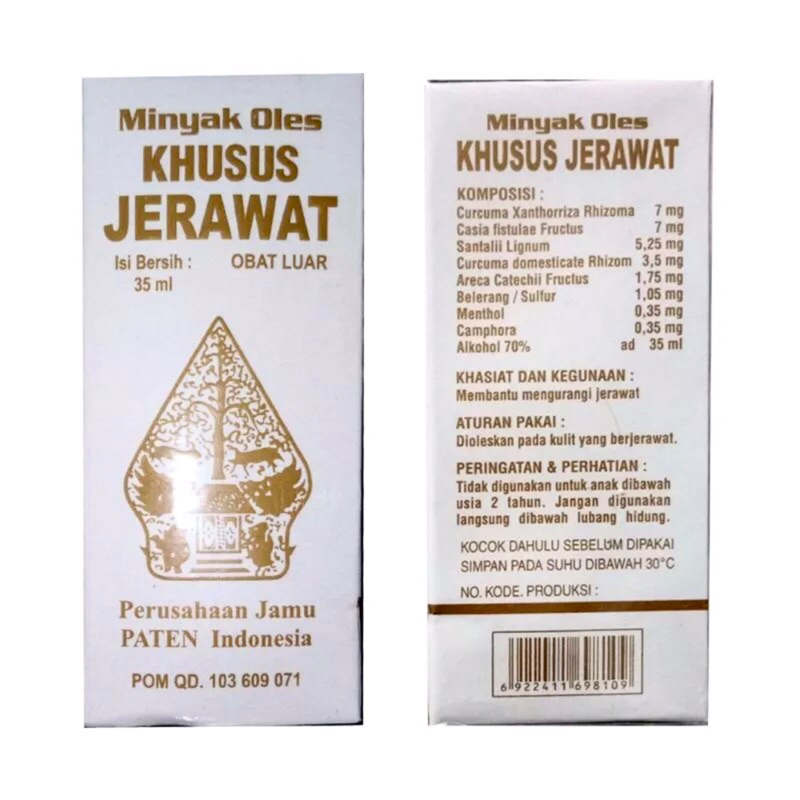 Minyak Oles
KHUSUS
JERAWAT
Isi Bersih : OBAT LUAR
35 ml
Perusahaan Jamu
PATEN Indonesia
POM QD. 103 609 071
Minyak Oles
KHUSUS JERAWAT
KOMPOSISI :
Curcuma Xanthorriza Rhizoma 7 mg
Casia fistulae Fructus 7 mg
Santalii Lignum 5,25 mg
Curcuma domesticate Rhizom 3,5 mg
Areca Catechii Fructus 1,75 mg
Belerang / Sulfur 1,05 mg
Menthol 0,35 mg
Camphora 0,35 mg
Alkohol 70% ad 35 ml
KHASIAT DAN KEGUNAAN :
Membantu mengurangi jerawat
ATURAN PAKAI :
Dioleskan pada kulit yang berjerawat.
PERINGATAN & PERHATIAN :
Tidak digunakan untuk anak dibawah
usia 2 tahun. Jangan digunakan
langsung dibawah lubang hidung.
KOCOK DAHULU SEBELUM DIPAKAI
SIMPAN PADA SUHU DIBAWAH 30°C
NO. KODE. PRODUKSI :
6 922411 698109